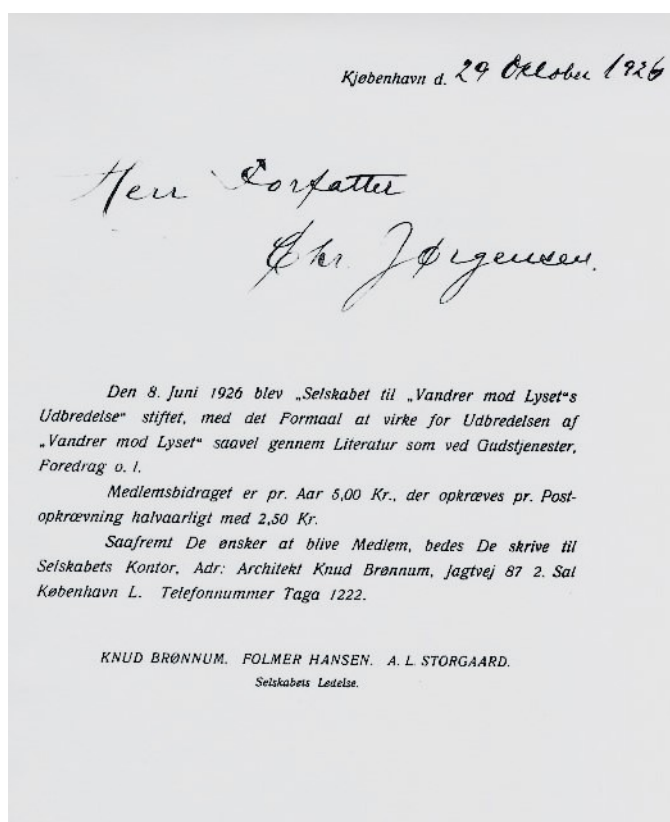 Kjøbenhavn d. 29 Oktober 1926
Herr Forfatter
Chr. Jørgensen.
Den 8. Juni 1926 blev „Selskabet til „Vandrer mod Lyset“s
Udbredelse“ stiftet, med det Formaal at virke for Udbredelsen af
„Vandrer mod Lyset“ saavel gennem Literatur som ved Gudstjenester,
Foredrag o. l.
Medlemsbidraget er pr. Aar 5,00 Kr., der opkræves pr. Post-
opkrævning halvaarligt med 2,50 Kr.
Saafremt De ønsker at blive Medlem, bedes De skrive til
Selskabets Kontor, Adr: Architekt Knud Brønnum, Jagtvej 87 2. Sal
København L. Telefonnummer Taga 1222.
KNUD BRØNNUM. FOLMER HANSEN. A. L. STORGAARD.
Selskabets Ledelse.